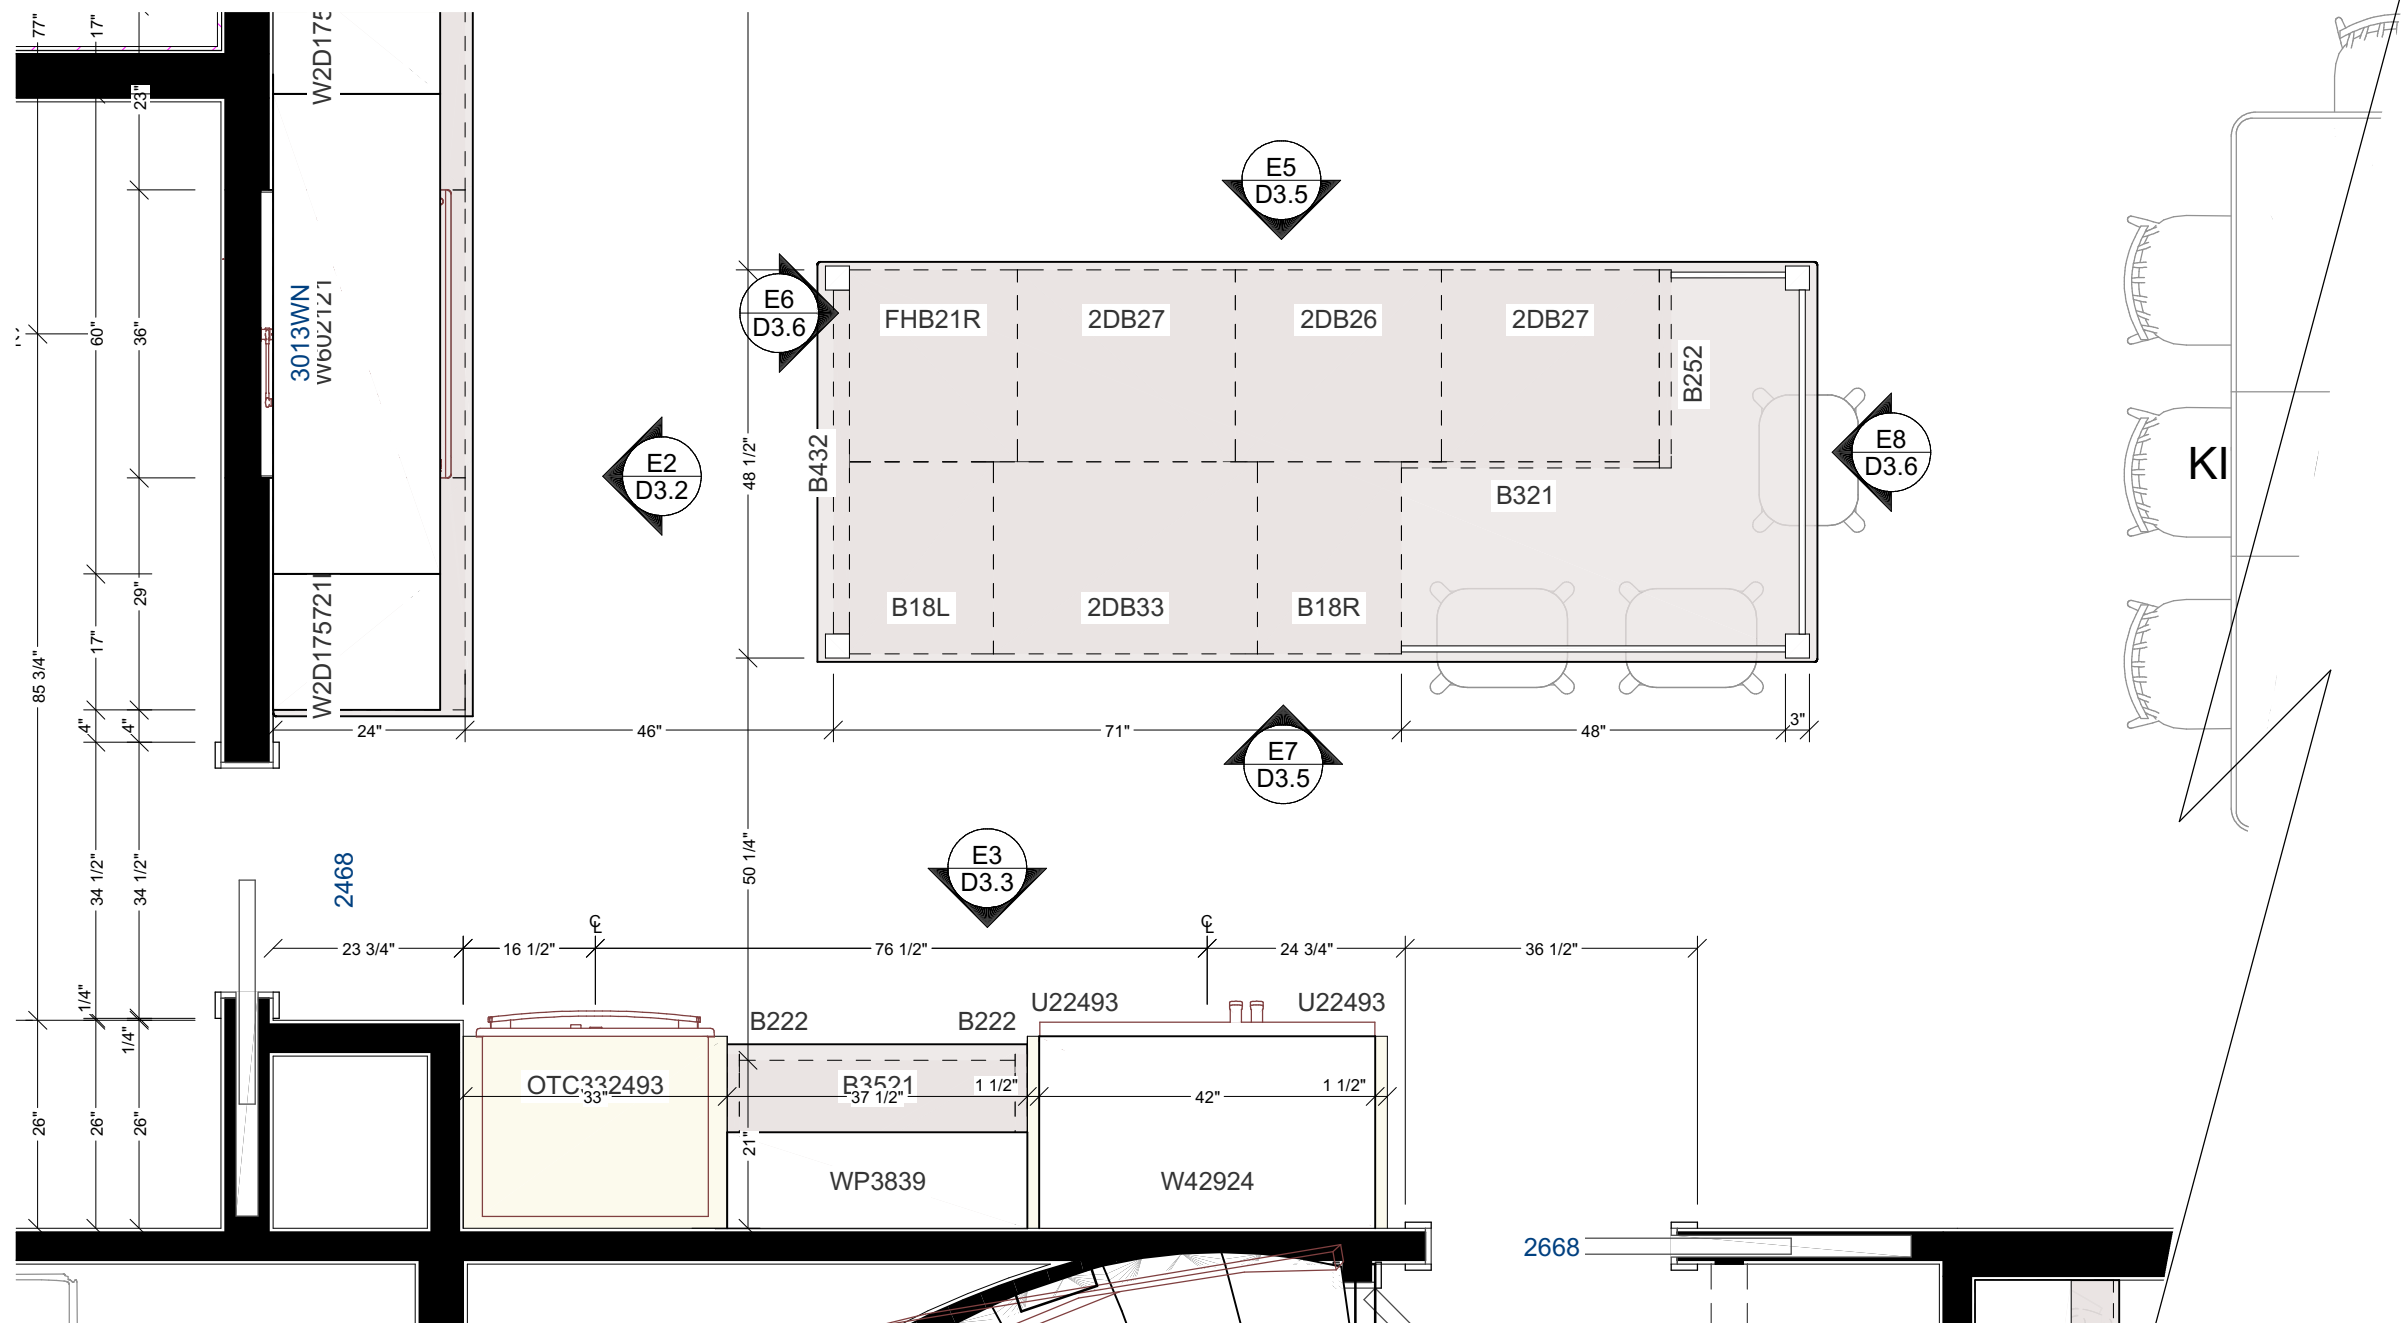 77"
17"
23"
W2D175
E5
D3.5
E6
D3.6
FHB21R
2DB27
2DB26
2DB27
B252
3013WN
W602121
60"
36"
E2
D3.2
48 1/2"
B432
E8
D3.6
KI
B321
29"
17"
W2D175721
B18L
2DB33
B18R
85 3/4"
4"
4"
24"
46"
71"
48"
3"
E7
D3.5
34 1/2"
34 1/2"
2468
50 1/4"
E3
D3.3
23 3/4"
16 1/2"
76 1/2"
24 3/4"
36 1/2"
1/4"
1/4"
B222
B222
U22493
U22493
OTC332493
B3521
1 1/2"
1 1/2"
33"
37 1/2"
42"
26"
26"
26"
21"
WP3839
W42924
2668